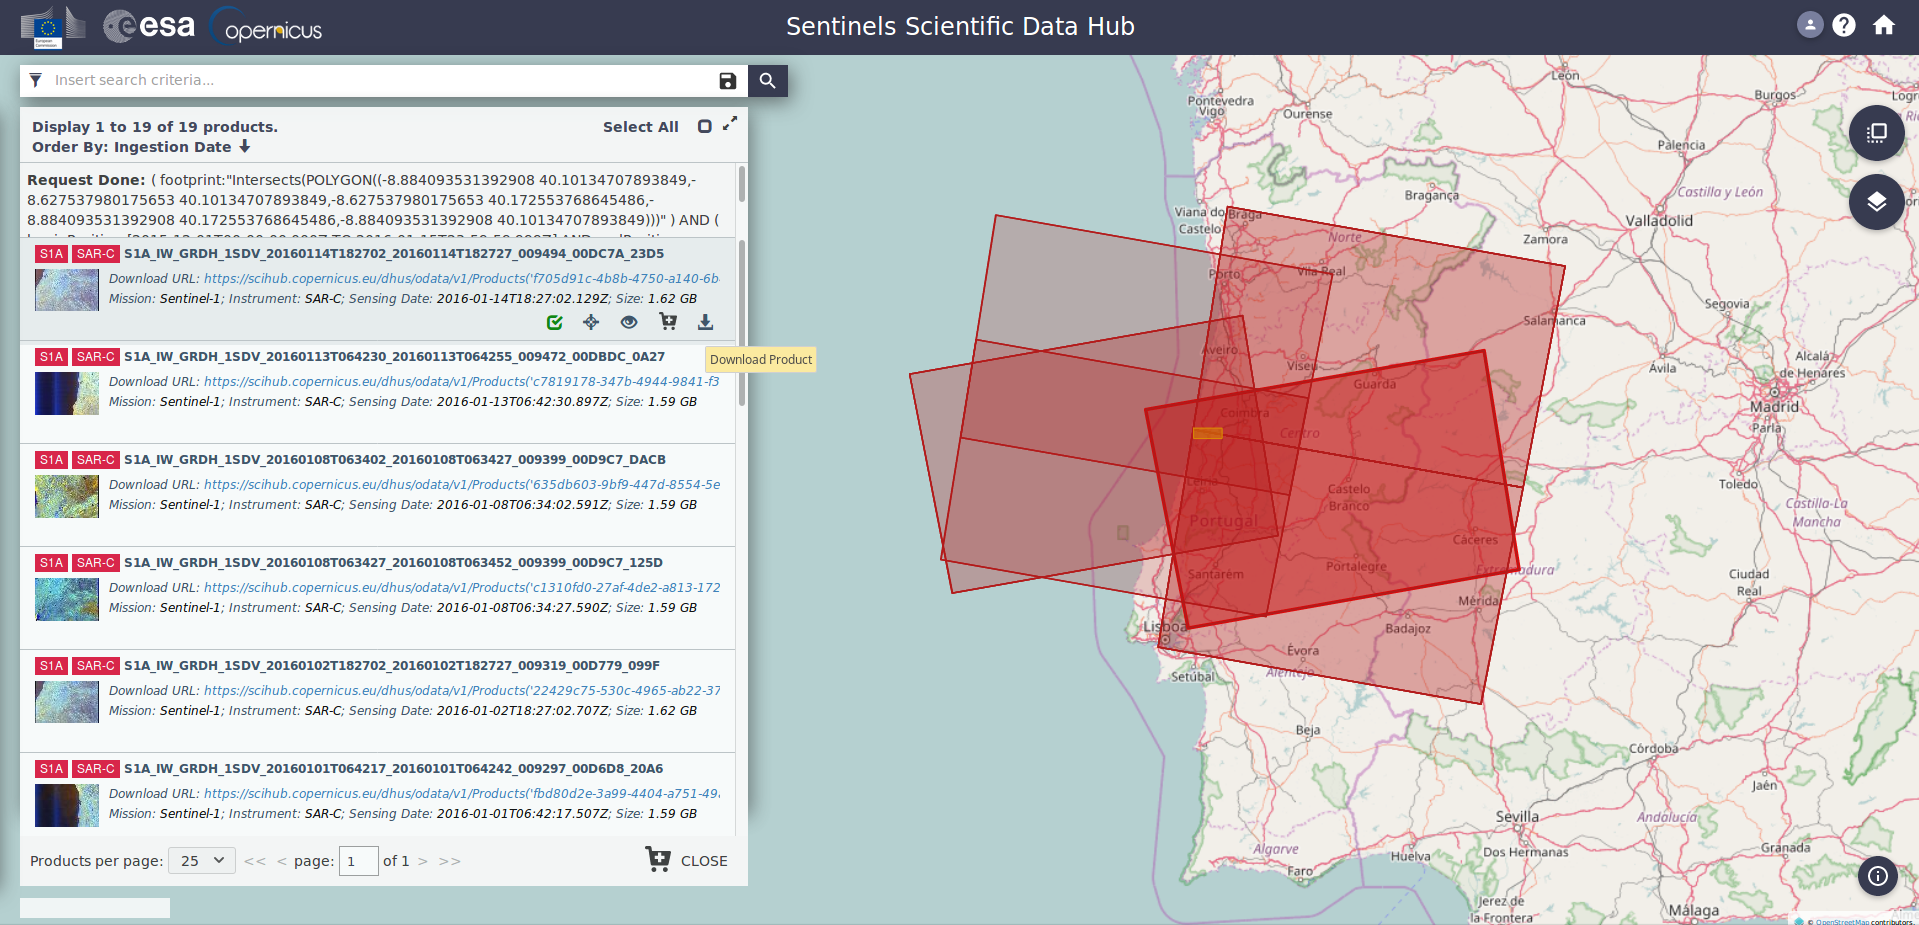 esa
opernicus
Sentinels Scientific Data Hub
Insert search criteria...
Display 1 to 19 of 19 products.
Select All
Order By: Ingestion Date
Request Done: ( footprint:"Intersects(POLYGON((-8.884093531392908 40.10134707893849,-
8.627537980175653 40.10134707893849,-8.627537980175653 40.172553768645486,-
8.884093531392908 40.172553768645486,-8.884093531392908 40.10134707893849)))" ) AND (
S1A SAR-C S1A_IW_GRDH_1SDV_20160114T182702_20160114T182727_009494_00DC7A_23D5
Download URL: https://scihub.copernicus.eu/dhus/odata/v1/Products('f705d91c-4b8b-4750-a140-6b
Mission: Sentinel-1; Instrument: SAR-C; Sensing Date: 2016-01-14T18:27:02.129Z; Size: 1.62 GB
Download Product
S1A SAR-C S1A_IW_GRDH_1SDV_20160113T064230_20160113T064255_009472_00DBDC_0A27
Download URL: https://scihub.copernicus.eu/dhus/odata/v1/Products('c7819178-347b-4944-9841-f3
Mission: Sentinel-1; Instrument: SAR-C; Sensing Date: 2016-01-13T06:42:30.897Z; Size: 1.59 GB
S1A SAR-C S1A_IW_GRDH_1SDV_20160108T063402_20160108T063427_009399_00D9C7_DACB
Download URL: https://scihub.copernicus.eu/dhus/odata/v1/Products('635db603-9bf9-447d-8554-5e
Mission: Sentinel-1; Instrument: SAR-C; Sensing Date: 2016-01-08T06:34:02.591Z; Size: 1.59 GB
S1A SAR-C S1A_IW_GRDH_1SDV_20160108T063427_20160108T063452_009399_00D9C7_125D
Download URL: https://scihub.copernicus.eu/dhus/odata/v1/Products('c1310fd0-27af-4de2-a813-172
Mission: Sentinel-1; Instrument: SAR-C; Sensing Date: 2016-01-08T06:34:27.590Z; Size: 1.59 GB
S1A SAR-C S1A_IW_GRDH_1SDV_20160102T182702_20160102T182727_009319_00D779_099F
Download URL: https://scihub.copernicus.eu/dhus/odata/v1/Products('22429c75-530c-4965-ab22-37
Mission: Sentinel-1; Instrument: SAR-C; Sensing Date: 2016-01-02T18:27:02.707Z; Size: 1.62 GB
S1A SAR-C S1A_IW_GRDH_1SDV_20160101T064217_20160101T064242_009297_00D6D8_20A6
Download URL: https://scihub.copernicus.eu/dhus/odata/v1/Products('fbd80d2e-3a99-4404-a751-49
Mission: Sentinel-1; Instrument: SAR-C; Sensing Date: 2016-01-01T06:42:17.507Z; Size: 1.59 GB
Products per page: 25 << < page: 1 of 1 > >> CLOSE
León
Burgos
Pontevedra
Vigo
Ourense
Palencia
Castilla y León
Bragança
Viana do
Castelo
Braga
Valladolid
Norte
Zamora
Porto
Vila Real
Segovia
Salamanca
Aveiro
Viseu
Guarda
Ávila
Alcalá
de Henares
Madrid
Parla
Coimbra
Centro
Leiria
Castelo
Branco
Toledo
Castilla-La
Mancha
Portugal
Cáceres
Santarém
Portalegre
Extremadura
Ciudad
Real
Mérida
Lisboa
Badajoz
Évora
Alentejo
Setúbal
Beja
Córdoba
Jaén
Sevilla
Andalucía
Algarve
Huelva
Dos Hermanas
Granada
Faro
Jerez de
la Frontera
Málaga
© OpenStreetMap contributors.